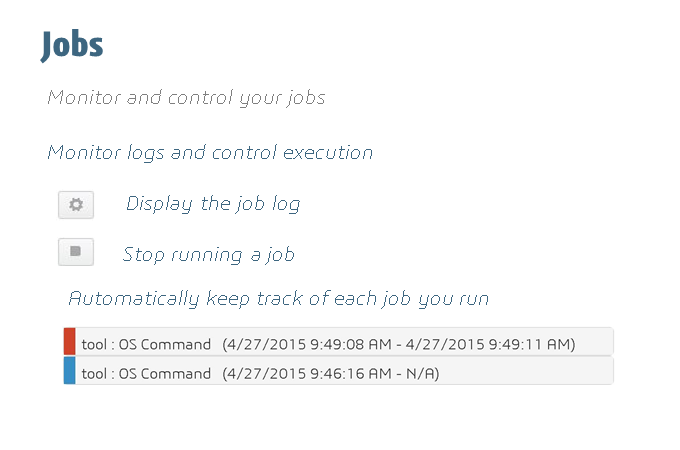 Jobs
Monitor and control your jobs
Monitor logs and control execution
Display the job log
Stop running a job
Automatically keep track of each job you run
tool : OS Command (4/27/2015 9:49:08 AM - 4/27/2015 9:49:11 AM)
tool : OS Command (4/27/2015 9:46:16 AM - N/A)